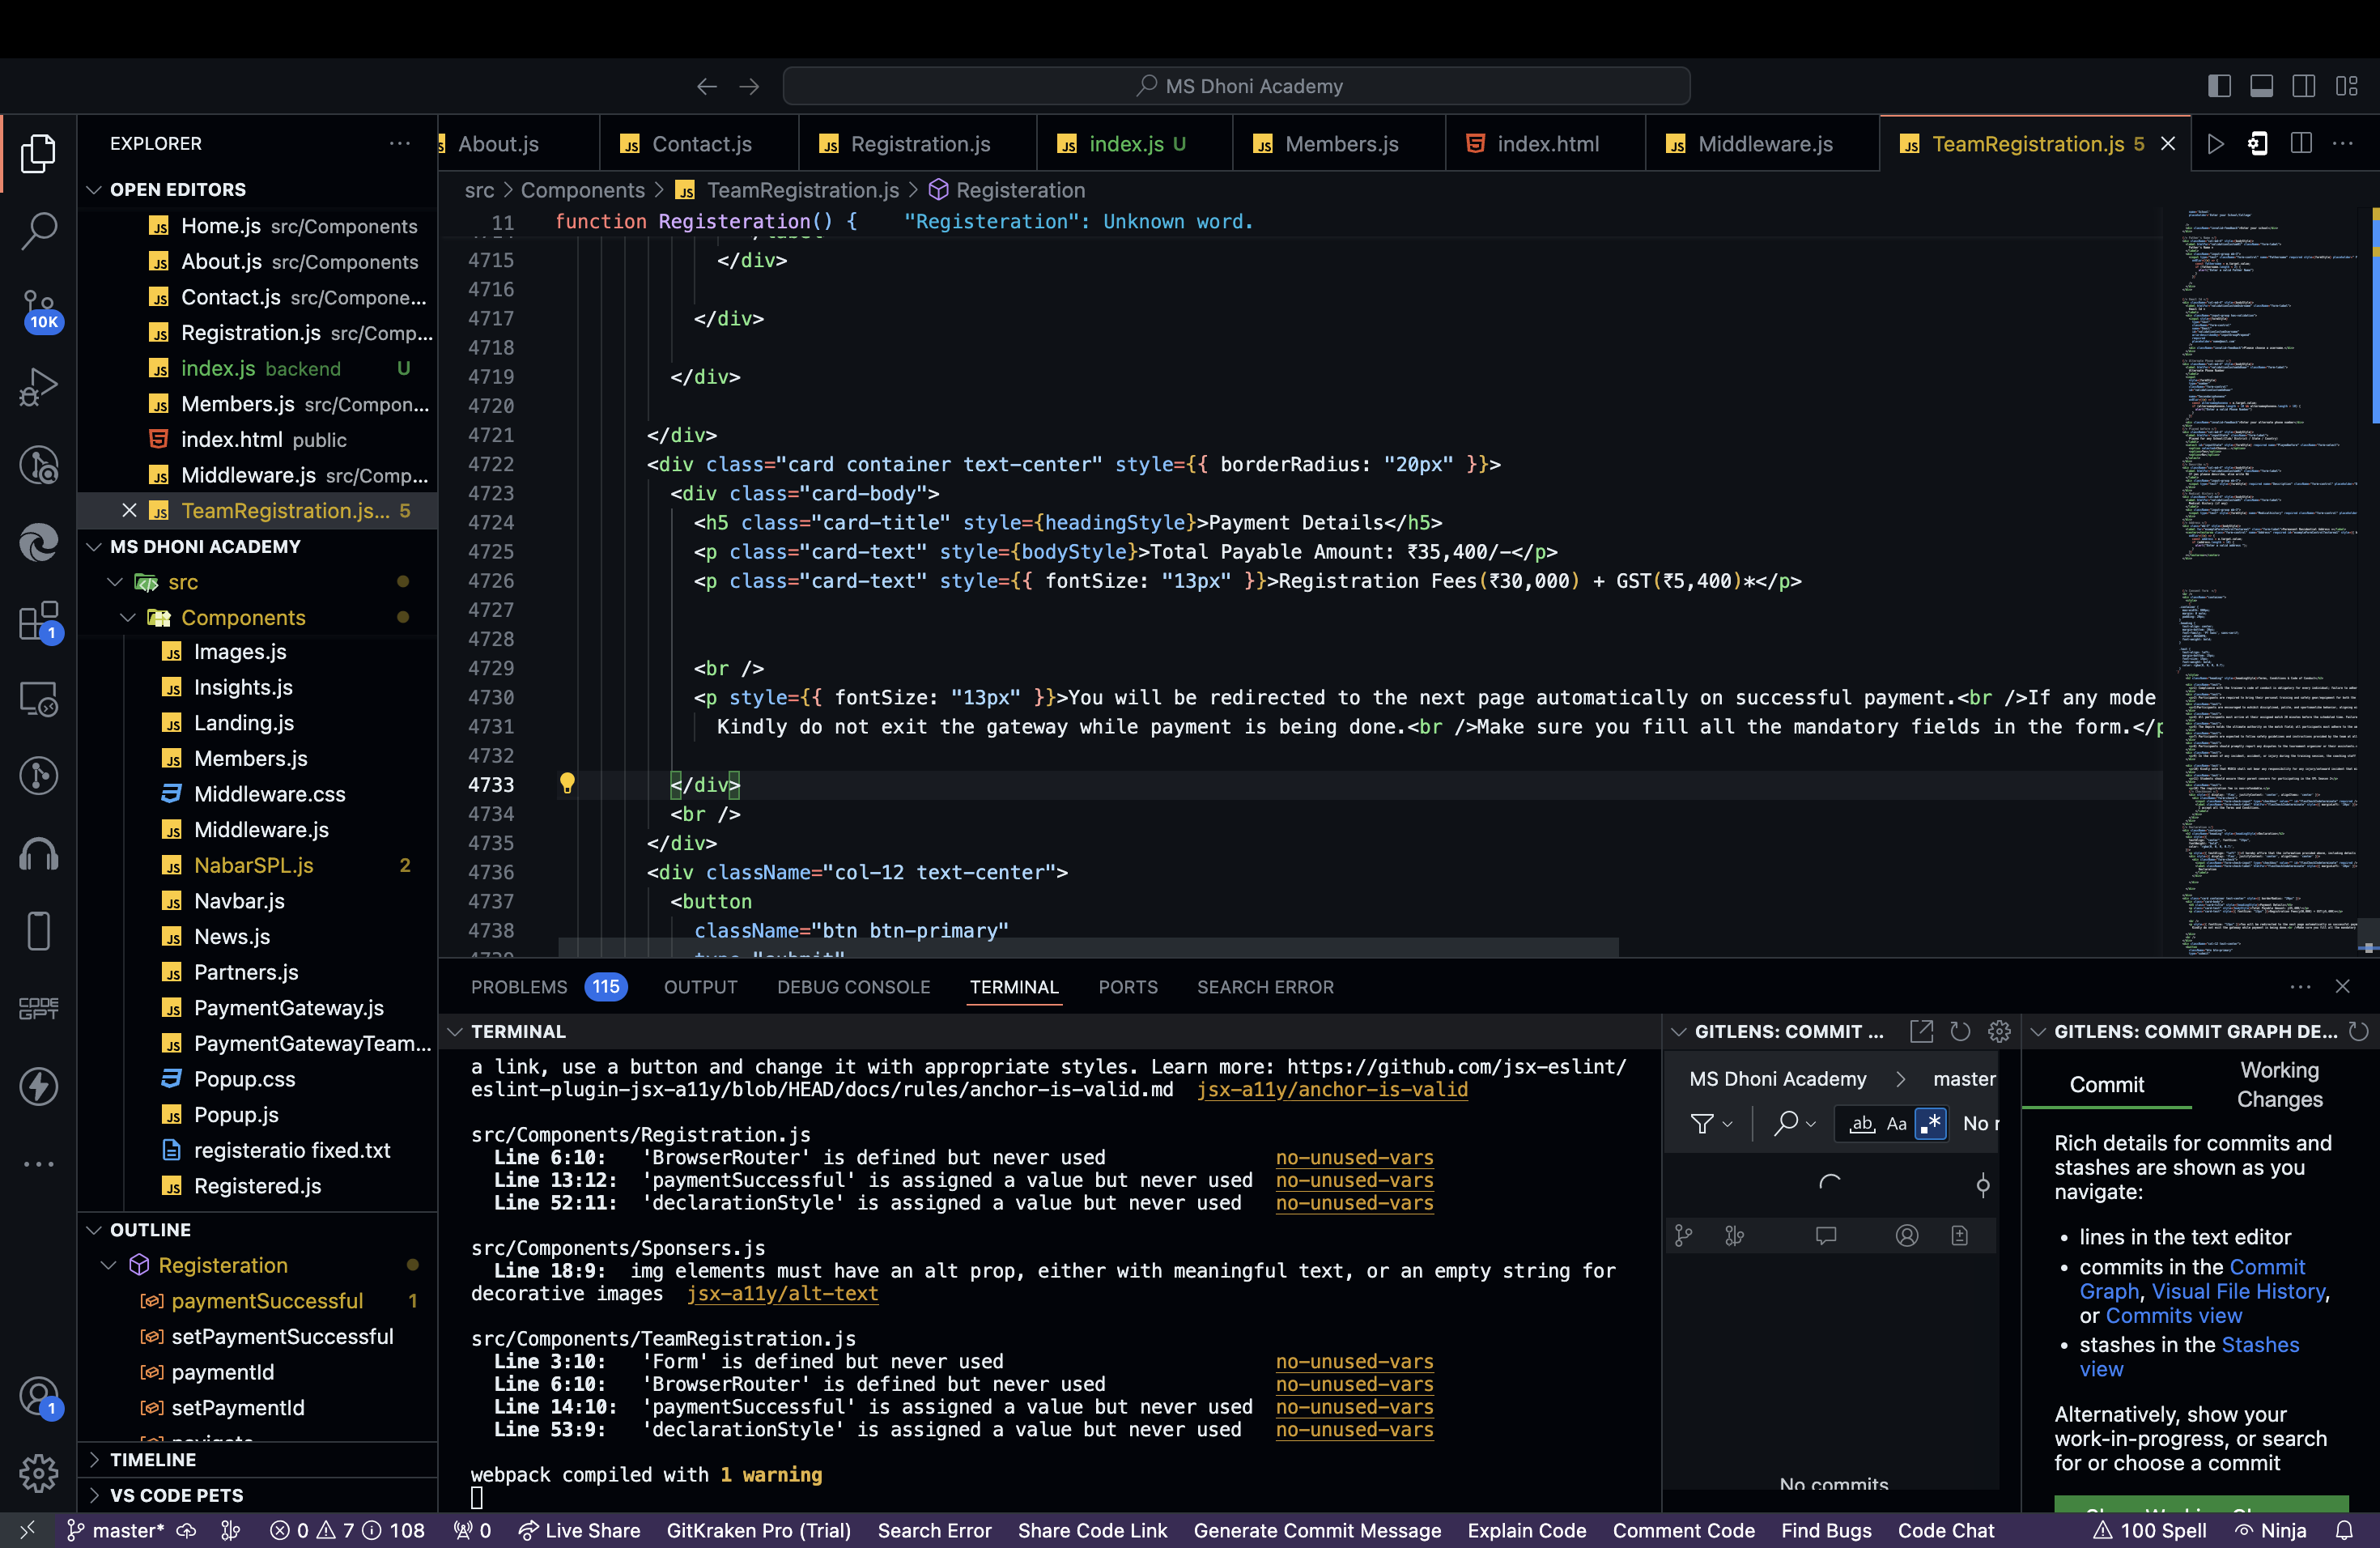 MS Dhoni Academy
EXPLORER
OPEN EDITORS
Home.js src/Components
About.js src/Components
Contact.js src/Compone...
Registration.js src/Comp...
index.js backend U
Members.js src/Compon...
index.html public
Middleware.js src/Comp...
TeamRegistration.js... 5
MS DHONI ACADEMY
src
Components
Images.js
Insights.js
Landing.js
Members.js
Middleware.css
Middleware.js
NabarSPL.js 2
Navbar.js
News.js
Partners.js
PaymentGateway.js
PaymentGatewayTeam...
Popup.css
Popup.js
registeratio fixed.txt
Registered.js
OUTLINE
Registeration
paymentSuccessful 1
setPaymentSuccessful
paymentId
setPaymentId
navigate
TIMELINE
VS CODE PETS
10K
1
CODE GPT
1
About.js
Contact.js
Registration.js
index.js U
Members.js
index.html
Middleware.js
TeamRegistration.js 5
src > Components > TeamRegistration.js > Registeration
11 function Registeration() { "Registeration": Unknown word.
4715 </div>
4716
4717 </div>
4718
4719 </div>
4720
4721 </div>
4722 <div class="card container text-center" style={{ borderRadius: "20px" }}>
4723 <div class="card-body">
4724 <h5 class="card-title" style={headingStyle}>Payment Details</h5>
4725 <p class="card-text" style={bodyStyle}>Total Payable Amount: ₹35,400/-</p>
4726 <p class="card-text" style={{ fontSize: "13px" }}>Registration Fees(₹30,000) + GST(₹5,400)*</p>
4727
4728
4729 <br />
4730 <p style={{ fontSize: "13px" }}>You will be redirected to the next page automatically on successful payment.<br />If any mode
4731 Kindly do not exit the gateway while payment is being done.<br />Make sure you fill all the mandatory fields in the form.</p
4732
4733 </div>
4734 <br />
4735 </div>
4736 <div className="col-12 text-center">
4737 <button
4738 className="btn btn-primary"
4739 type="submit"
PROBLEMS 115 OUTPUT DEBUG CONSOLE TERMINAL PORTS SEARCH ERROR
TERMINAL
a link, use a button and change it with appropriate styles. Learn more: https://github.com/jsx-eslint/
eslint-plugin-jsx-a11y/blob/HEAD/docs/rules/anchor-is-valid.md jsx-a11y/anchor-is-valid
src/Components/Registration.js
Line 6:10: 'BrowserRouter' is defined but never used no-unused-vars
Line 13:12: 'paymentSuccessful' is assigned a value but never used no-unused-vars
Line 52:11: 'declarationStyle' is assigned a value but never used no-unused-vars
src/Components/Sponsers.js
Line 18:9: img elements must have an alt prop, either with meaningful text, or an empty string for
decorative images jsx-a11y/alt-text
src/Components/TeamRegistration.js
Line 3:10: 'Form' is defined but never used no-unused-vars
Line 6:10: 'BrowserRouter' is defined but never used no-unused-vars
Line 14:10: 'paymentSuccessful' is assigned a value but never used no-unused-vars
Line 53:9: 'declarationStyle' is assigned a value but never used no-unused-vars
webpack compiled with 1 warning
GITLENS: COMMIT ...
MS Dhoni Academy > master
ab Aa .* No r
No commits
GITLENS: COMMIT GRAPH DE...
Commit
Working
Changes
Rich details for commits and
stashes are shown as you
navigate:
• lines in the text editor
• commits in the Commit
Graph, Visual File History,
or Commits view
• stashes in the Stashes
view
Alternatively, show your
work-in-progress, or search
for or choose a commit
master* 0 7 108 0 Live Share GitKraken Pro (Trial) Search Error Share Code Link Generate Commit Message Explain Code Comment Code Find Bugs Code Chat 100 Spell Ninja